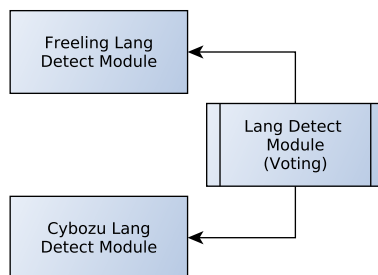 Freeling Lang
Detect Module
Lang Detect
Module
(Voting)
Cybozu Lang
Detect Module